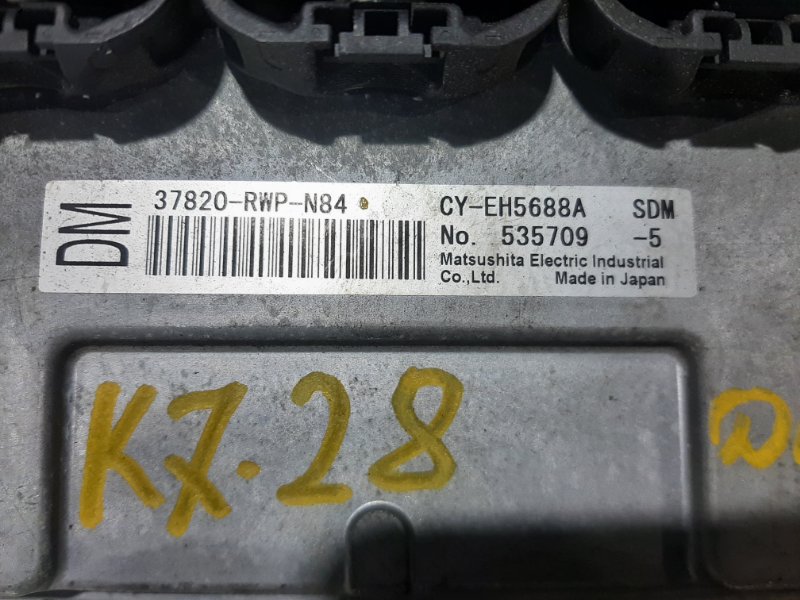 DM
37820-RWP-N84
CY-EH5688A SDM
No. 535709 -5
Matsushita Electric Industrial
Co.,Ltd. Made in Japan
K7.28